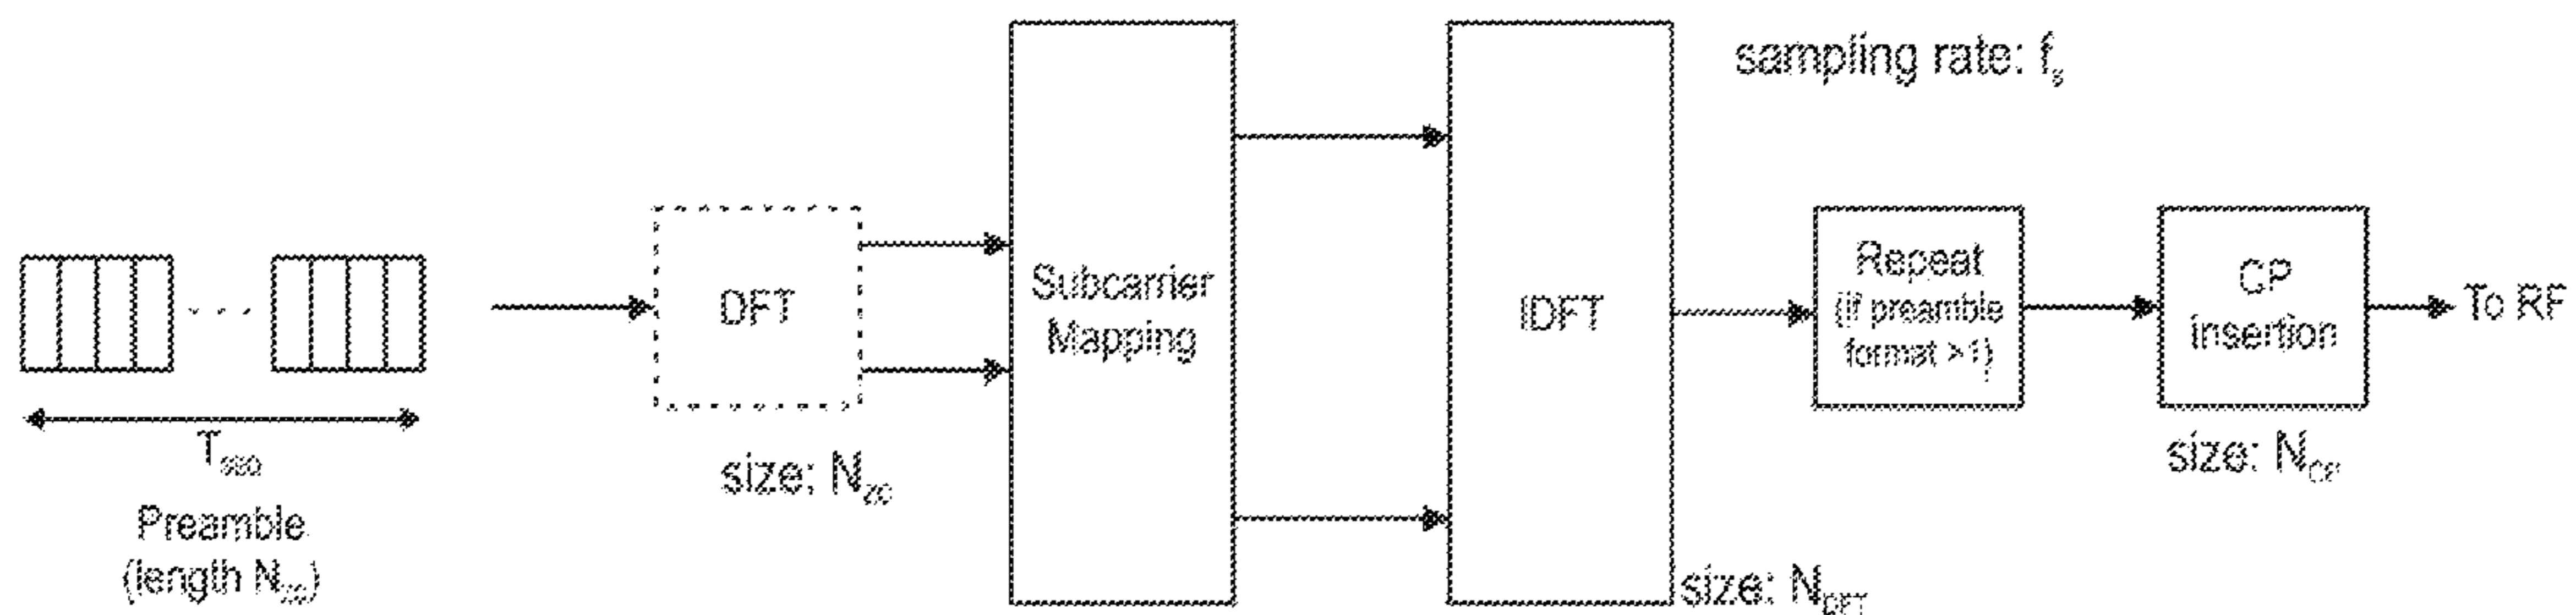 sampling rate: fs
DFT
Subcarrier
Mapping
IDFT
Repeat
(if preamble
format >1)
CP
insertion
To RF
TSEQ
size: NZC
size: NCP
Preamble
(length NZC)
size: NDFT